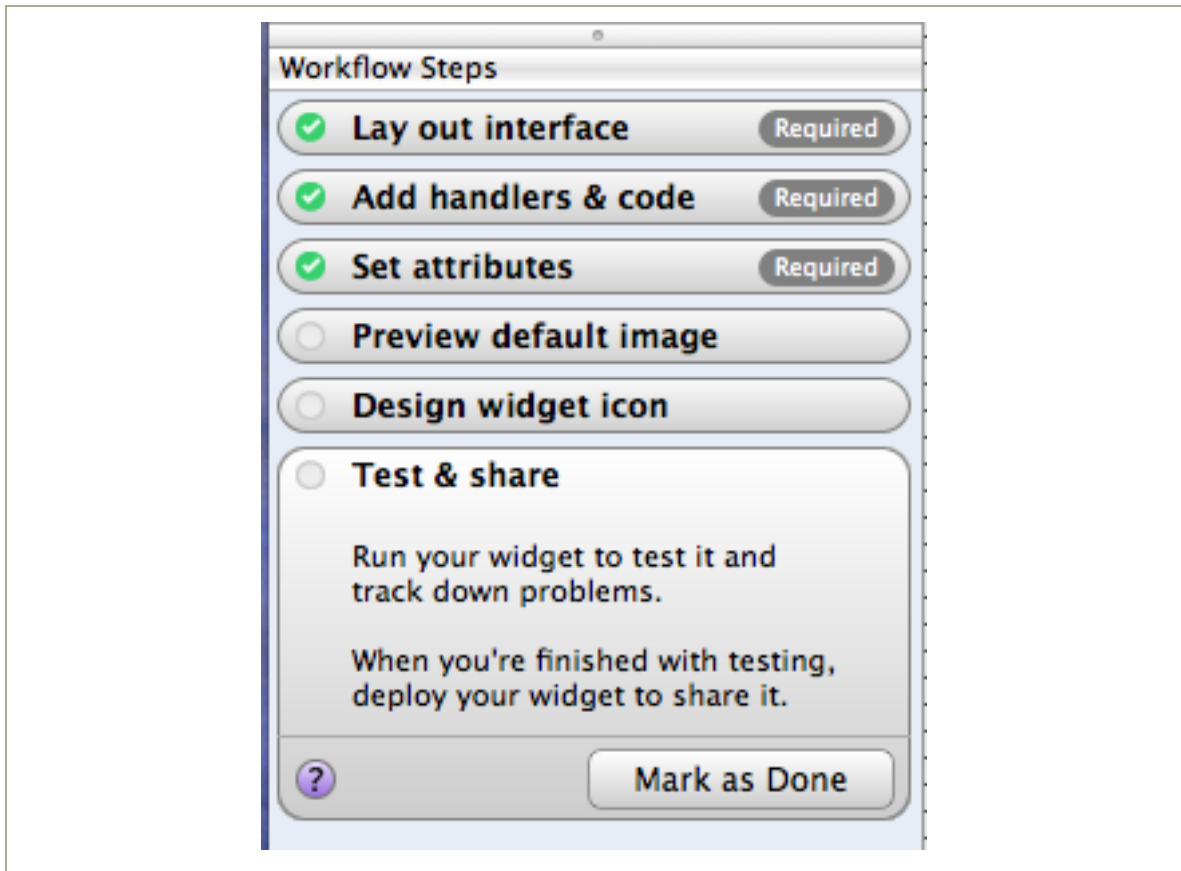 Workflow Steps
Lay out interface Required
Add handlers & code Required
Set attributes Required
Preview default image
Design widget icon
Test & share
Run your widget to test it and
track down problems.
When you're finished with testing,
deploy your widget to share it.
? Mark as Done